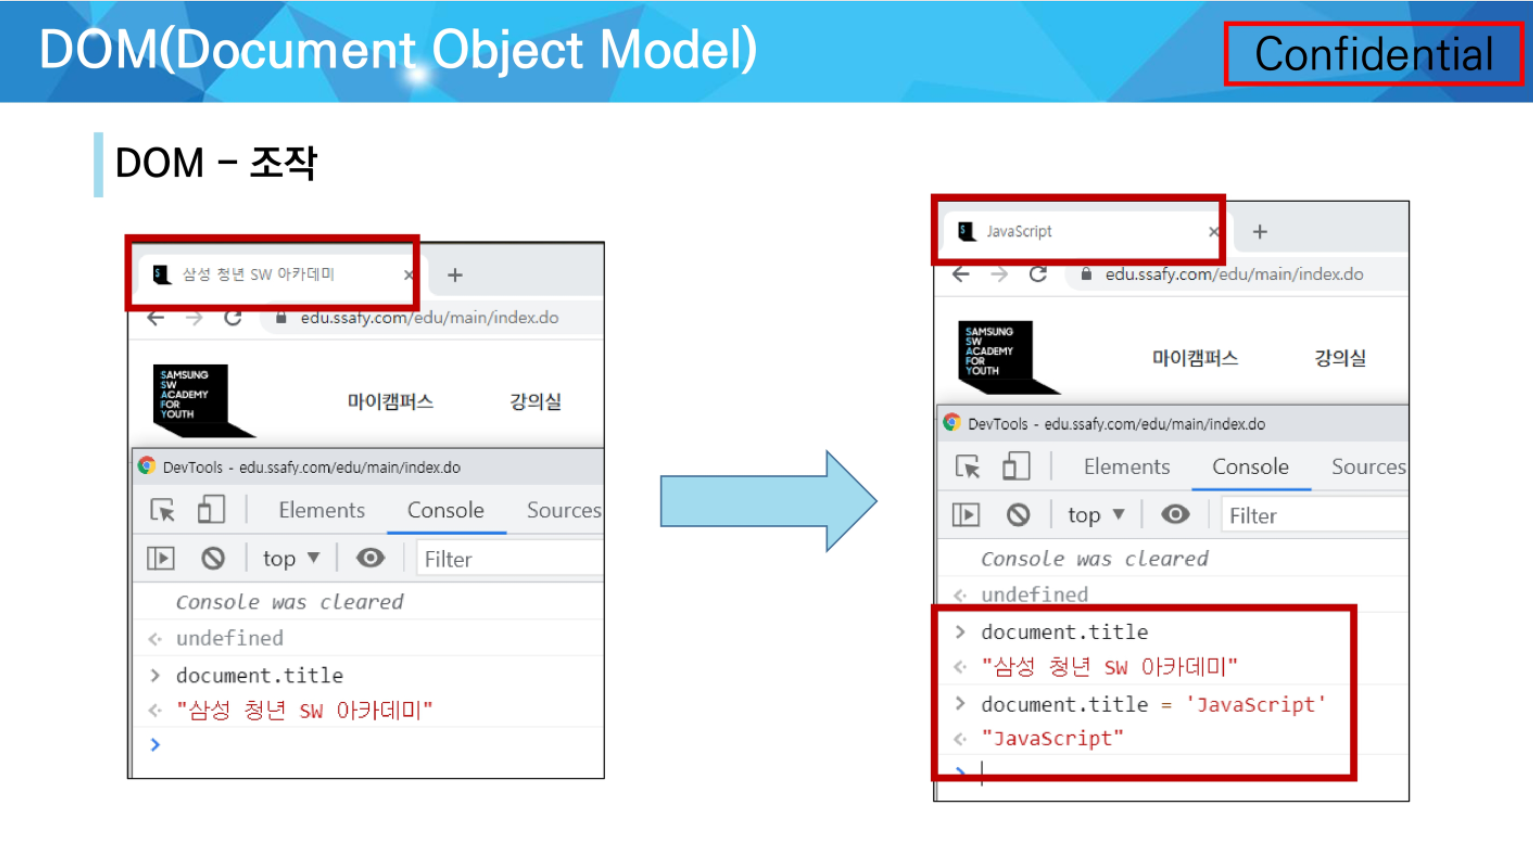 DOM(Document Object Model)
Confidential
DOM - 조작
삼성 청년 SW 아카데미
edu.ssafy.com/edu/main/index.do
SAMSUNG
SW
ACADEMY
FOR
YOUTH
마이캠퍼스 강의실
DevTools - edu.ssafy.com/edu/main/index.do
Elements Console Sources
top ▼ Filter
Console was cleared
undefined
> document.title
"삼성 청년 SW 아카데미"
>
JavaScript
edu.ssafy.com/edu/main/index.do
SAMSUNG
SW
ACADEMY
FOR
YOUTH
마이캠퍼스 강의실
DevTools - edu.ssafy.com/edu/main/index.do
Elements Console Sources
top ▼ Filter
Console was cleared
undefined
> document.title
"삼성 청년 SW 아카데미"
> document.title = 'JavaScript'
"JavaScript"
>